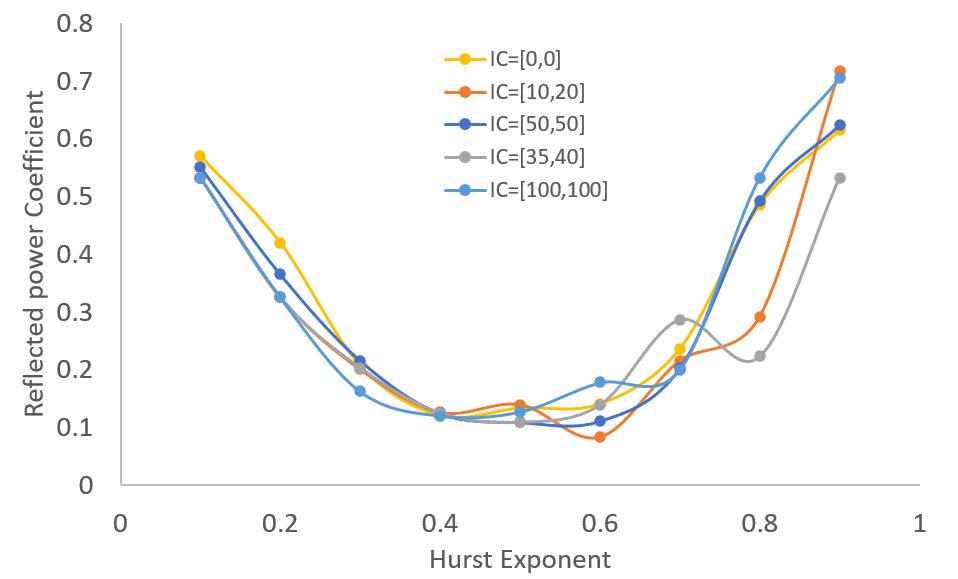 0.8
0.7
0.6
0.5
0.4
0.3
0.2
0.1
0
Reflected power Coefficient
IC=[0,0]
IC=[10,20]
IC=[50,50]
IC=[35,40]
IC=[100,100]
0 0.2 0.4 0.6 0.8 1
Hurst Exponent